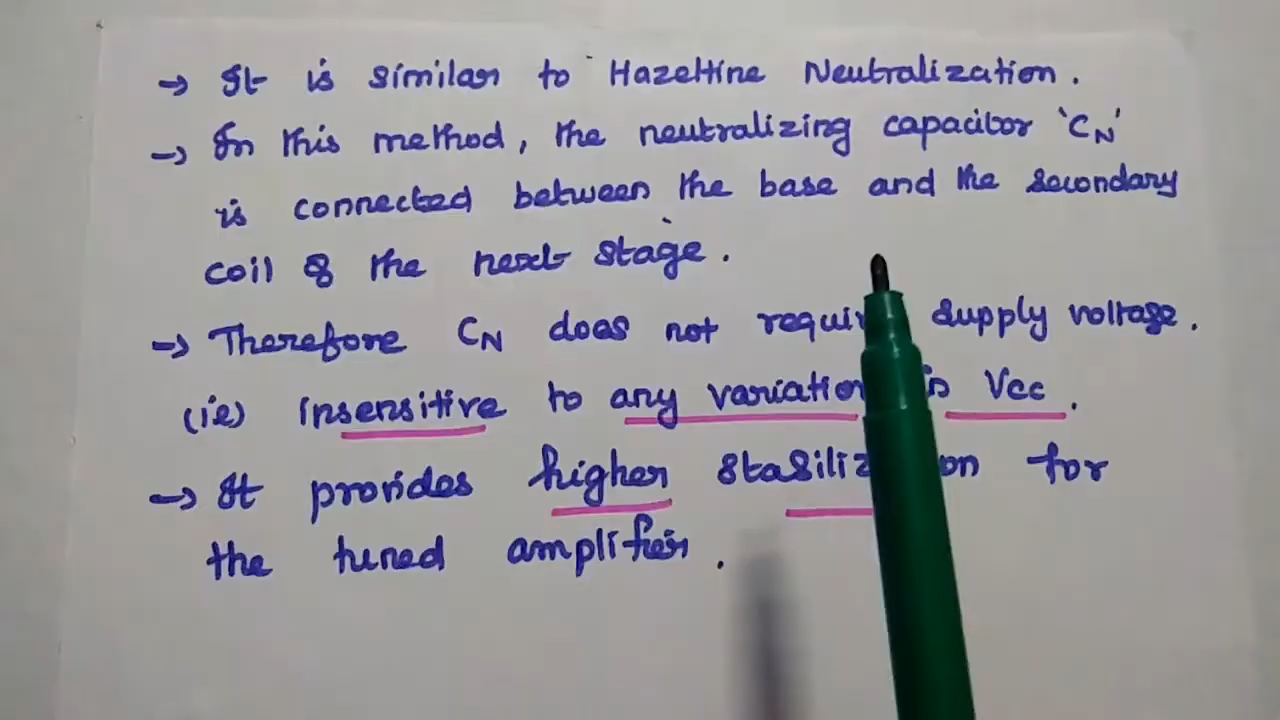 → It is similar to Hazeltine Neutralization.
→ In this method, the neutralizing capacitor 'CN'
is connected between the base and the secondary
coil of the next stage.
→ Therefore CN does not requir supply voltage.
(ie) insensitive to any variation is Vcc.
→ It provides higher on for
the tuned amplifier.